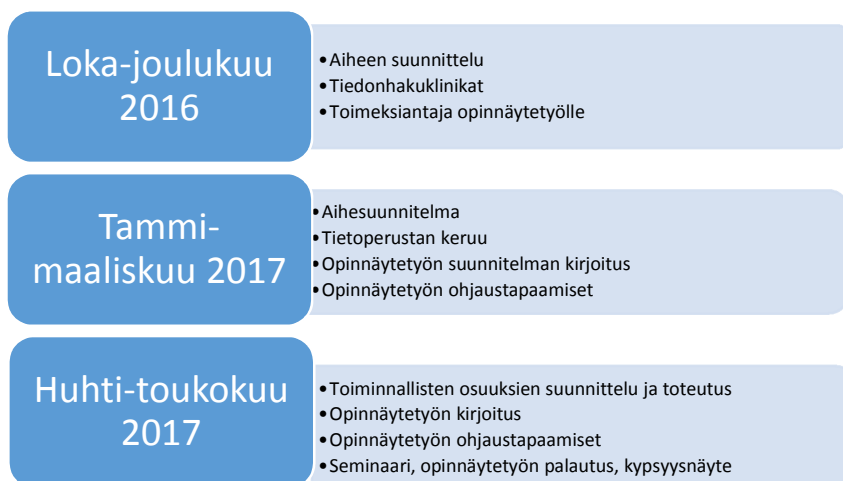 Loka-joulukuu
2016
•Aiheen suunnittelu
•Tiedonhakuklinikat
•Toimeksiantaja opinnäytetyölle
Tammi-
maaliskuu 2017
•Aihesuunnitelma
•Tietoperustan keruu
•Opinnäytetyön suunnitelman kirjoitus
•Opinnäytetyön ohjaustapaamiset
Huhti-toukokuu
2017
•Toiminnallisten osuuksien suunnittelu ja toteutus
•Opinnäytetyön kirjoitus
•Opinnäytetyön ohjaustapaamiset
•Seminaari, opinnäytetyön palautus, kypsyysnäyte